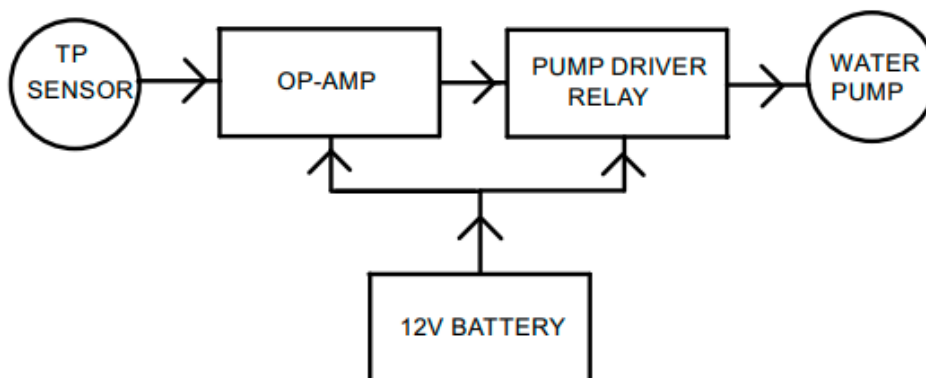 TP
SENSOR
OP-AMP
PUMP DRIVER
RELAY
WATER
PUMP
12V BATTERY